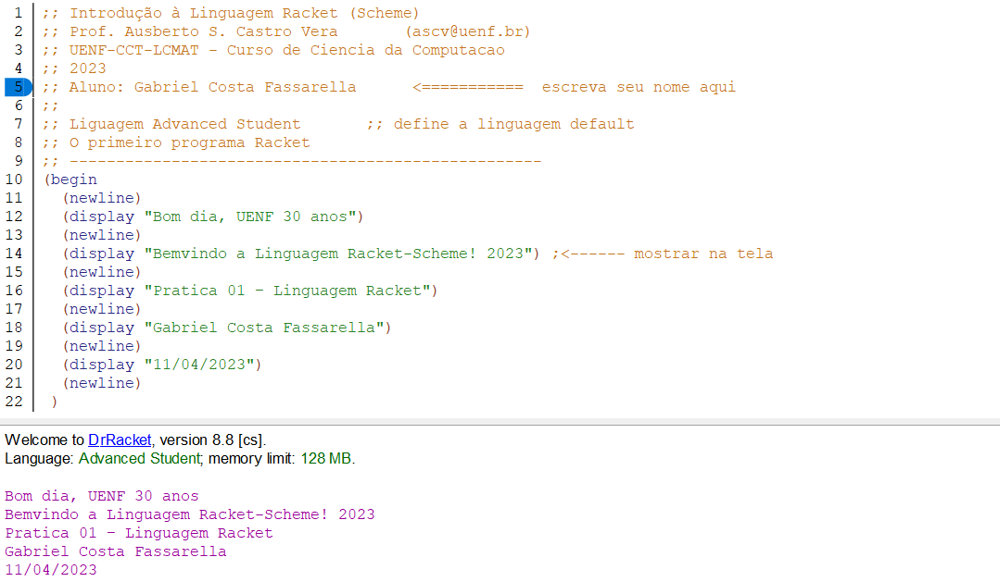 1 ;; Introdução à Linguagem Racket (Scheme)
2 ;; Prof. Ausberto S. Castro Vera (ascv@uenf.br)
3 ;; UENF-CCT-LCMAT - Curso de Ciencia da Computacao
4 ;; 2023
5 ;; Aluno: Gabriel Costa Fassarella <=========== escreva seu nome aqui
6 ;;
7 ;; Liguagem Advanced Student ;; define a linguagem default
8 ;; O primeiro programa Racket
9 ;; ---------------------------------------------------
10 (begin
11 (newline)
12 (display "Bom dia, UENF 30 anos")
13 (newline)
14 (display "Bemvindo a Linguagem Racket-Scheme! 2023") ;<------ mostrar na tela
15 (newline)
16 (display "Pratica 01 - Linguagem Racket")
17 (newline)
18 (display "Gabriel Costa Fassarella")
19 (newline)
20 (display "11/04/2023")
21 (newline)
22 )
Welcome to DrRacket, version 8.8 [cs].
Language: Advanced Student; memory limit: 128 MB.
Bom dia, UENF 30 anos
Bemvindo a Linguagem Racket-Scheme! 2023
Pratica 01 - Linguagem Racket
Gabriel Costa Fassarella
11/04/2023